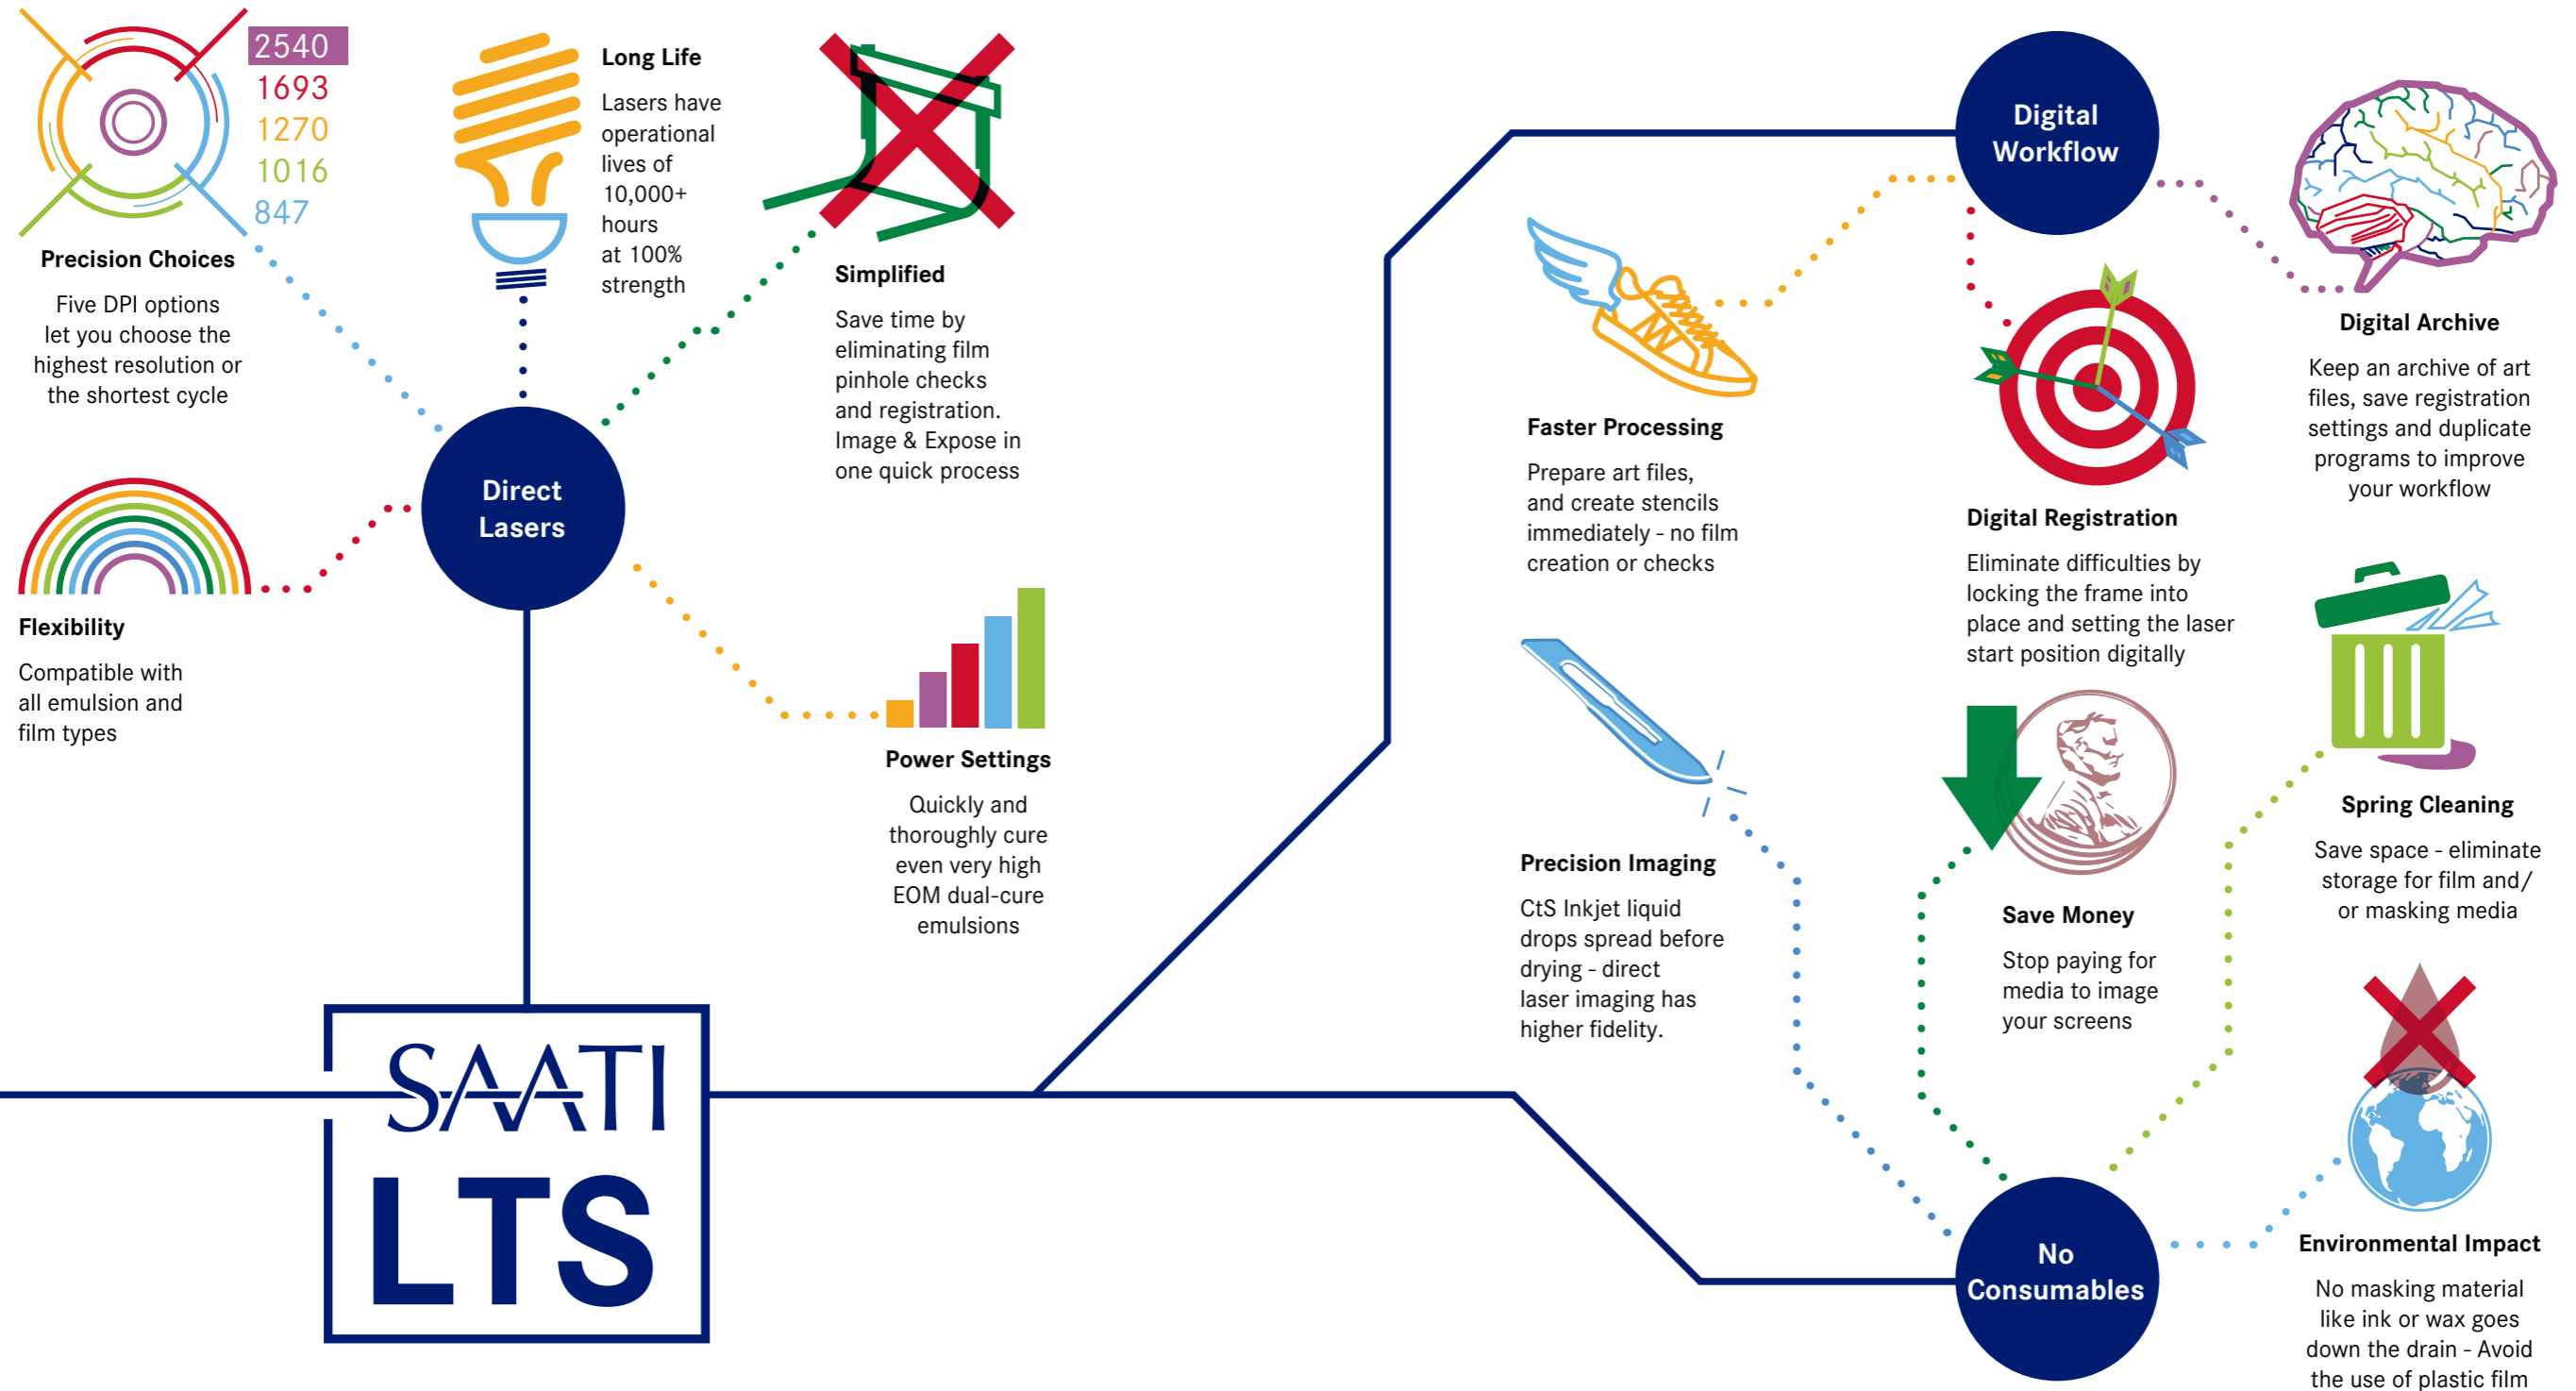 2540
1693
1270
1016
847
Precision Choices
Five DPI options
let you choose the
highest resolution or
the shortest cycle
Long Life
Lasers have
operational
lives of
10,000+
hours
at 100%
strength
Simplified
Save time by
eliminating film
pinhole checks
and registration.
Image & Expose in
one quick process
Direct
Lasers
Flexibility
Compatible with
all emulsion and
film types
Power Settings
Quickly and
thoroughly cure
even very high
EOM dual-cure
emulsions
SAATI
LTS
Digital
Workflow
Faster Processing
Prepare art files,
and create stencils
immediately - no film
creation or checks
Digital Registration
Eliminate difficulties by
locking the frame into
place and setting the laser
start position digitally
Digital Archive
Keep an archive of art
files, save registration
settings and duplicate
programs to improve
your workflow
Precision Imaging
CtS Inkjet liquid
drops spread before
drying - direct
laser imaging has
higher fidelity.
Save Money
Stop paying for
media to image
your screens
Spring Cleaning
Save space - eliminate
storage for film and/
or masking media
No
Consumables
Environmental Impact
No masking material
like ink or wax goes
down the drain - Avoid
the use of plastic film